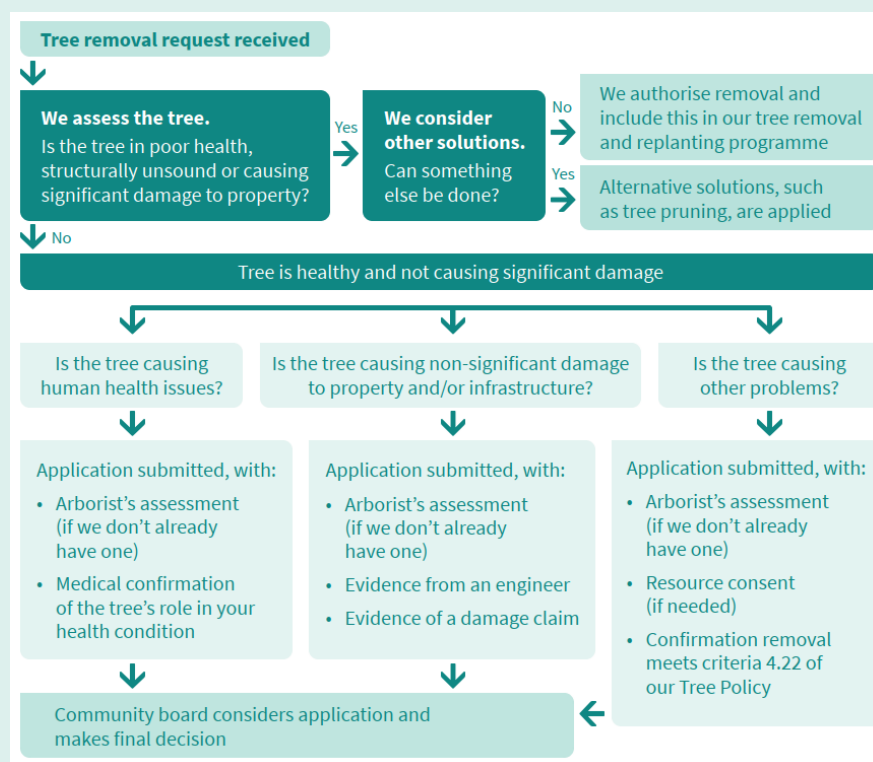 Tree removal request received
We assess the tree.
Is the tree in poor health,
structurally unsound or causing
significant damage to property?
Yes
We consider
other solutions.
Can something
else be done?
No
We authorise removal and
include this in our tree removal
and replanting programme
Yes
Alternative solutions, such
as tree pruning, are applied
No
Tree is healthy and not causing significant damage
Is the tree causing
human health issues?
Is the tree causing non-significant damage
to property and/or infrastructure?
Is the tree causing
other problems?
Application submitted, with:
• Arborist’s assessment
(if we don’t already
have one)
• Medical confirmation
of the tree’s role in your
health condition
Application submitted, with:
• Arborist’s assessment
(if we don’t already
have one)
• Evidence from an engineer
• Evidence of a damage claim
Application submitted, with:
• Arborist’s assessment
(if we don’t already
have one)
• Resource consent
(if needed)
• Confirmation removal
meets criteria 4.22 of
our Tree Policy
Community board considers application and
makes final decision